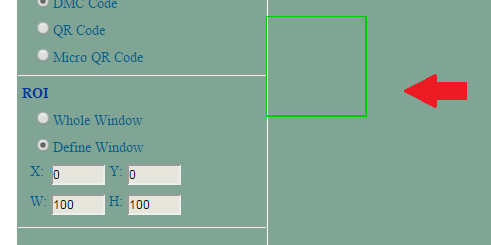 DMC Code
QR Code
Micro QR Code
ROI
Whole Window
Define Window
X: 0 Y: 0
W: 100 H: 100